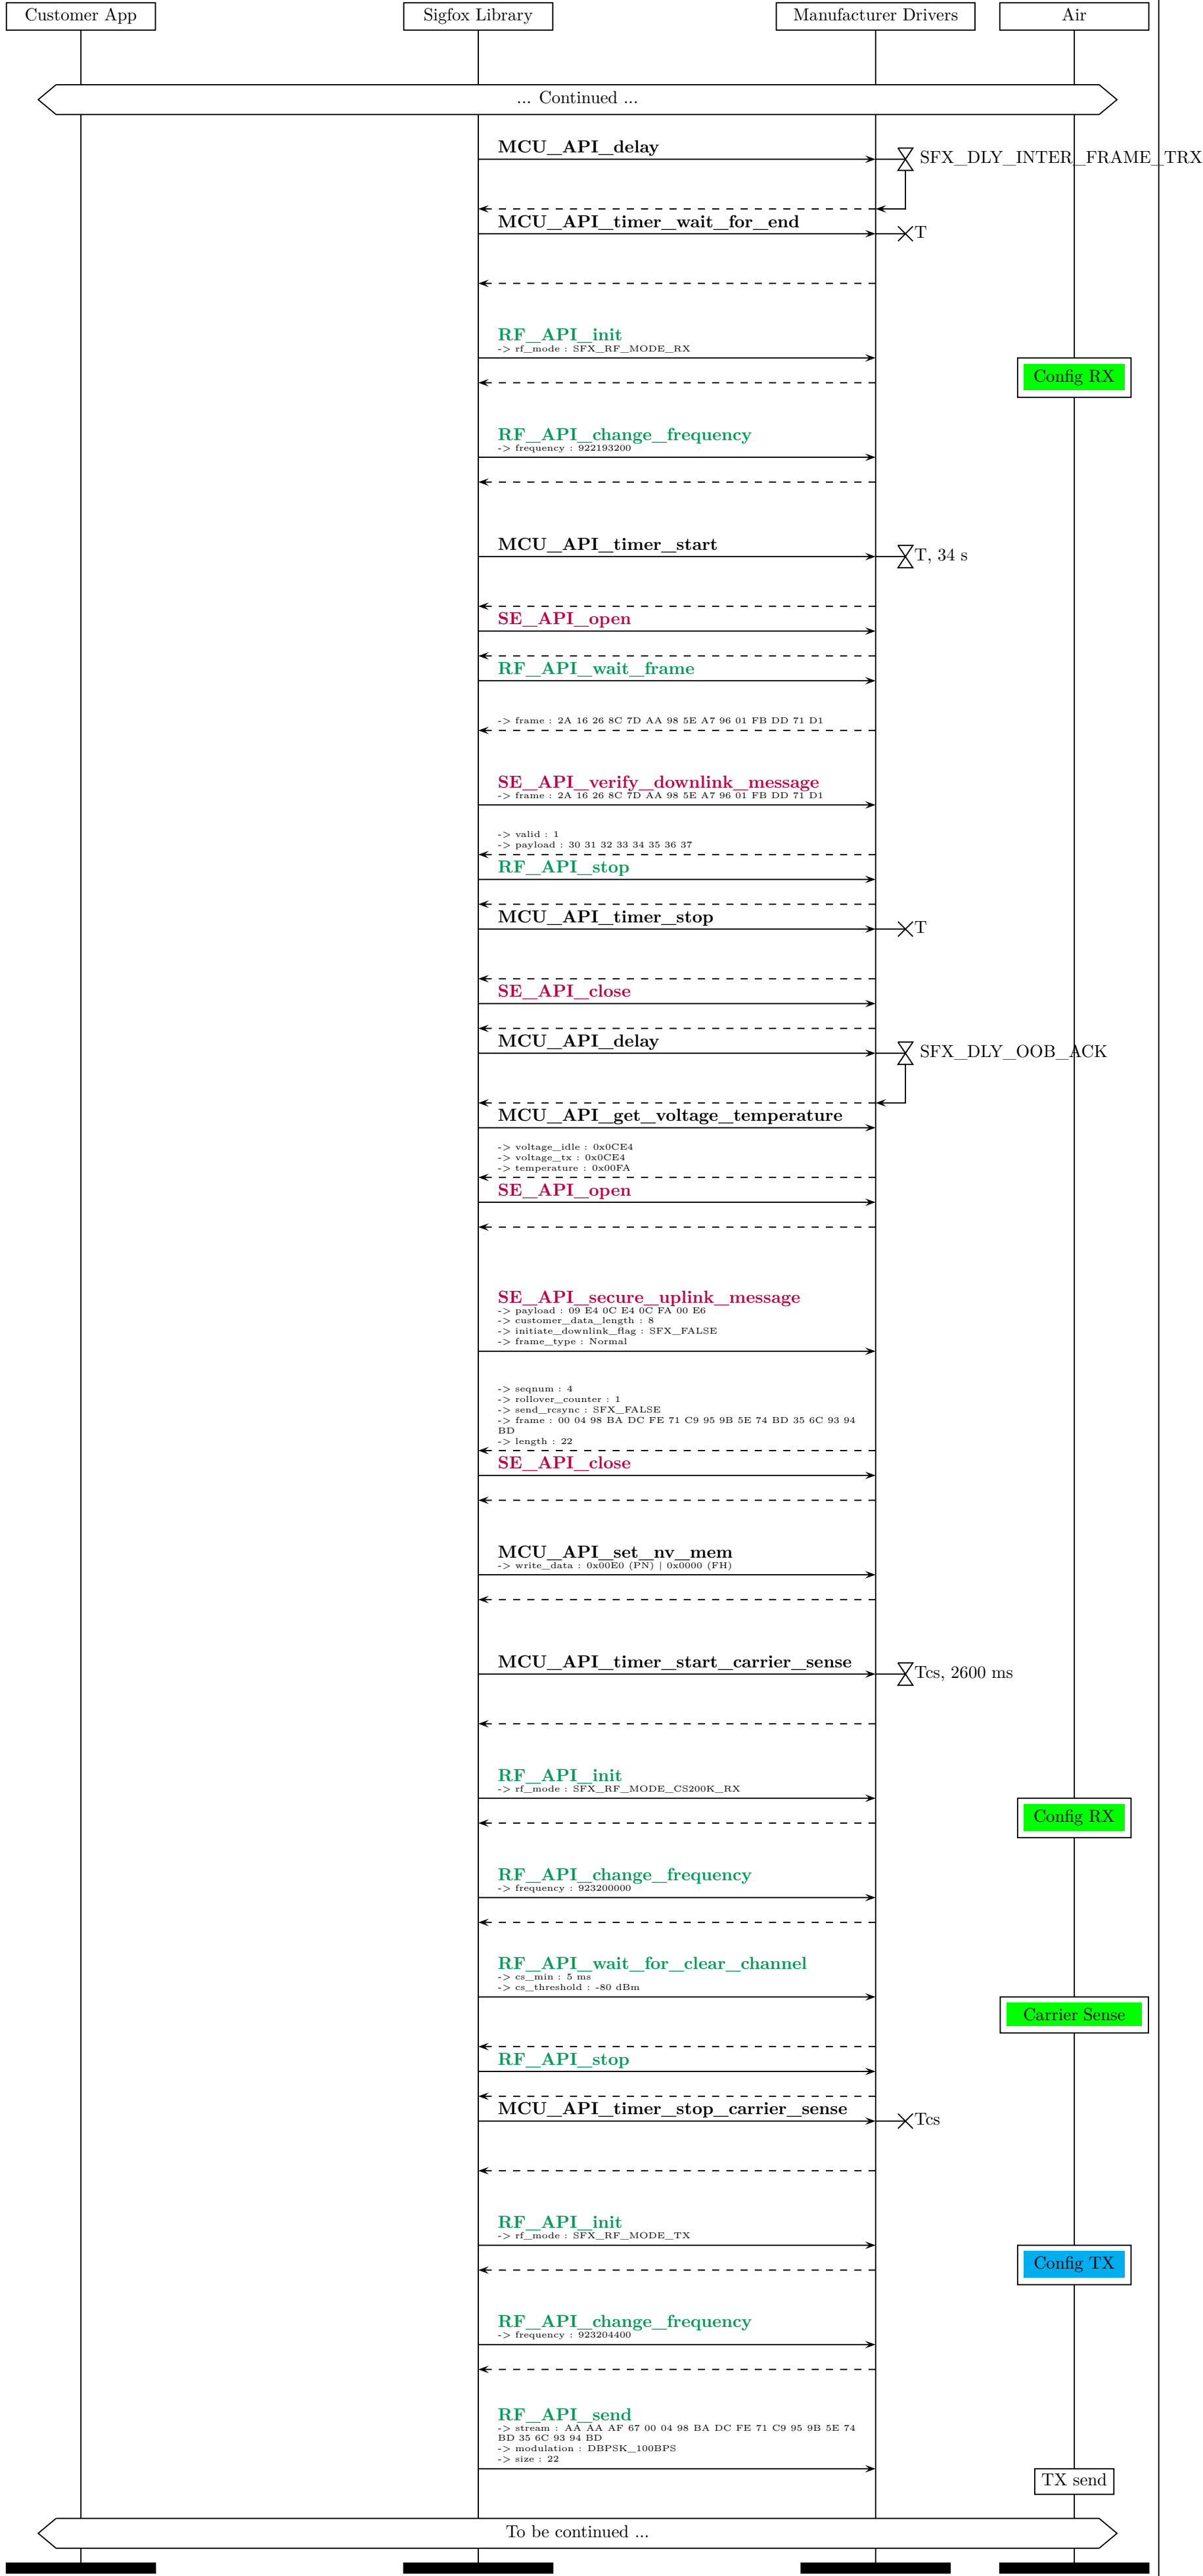 Customer App
Sigfox Library
Manufacturer Drivers
Air
... Continued ...
MCU_API_delay
SFX_DLY_INTER_FRAME_TRX
MCU_API_timer_wait_for_end
T
RF_API_init
-> rf_mode : SFX_RF_MODE_RX
Config RX
RF_API_change_frequency
-> frequency : 922193200
MCU_API_timer_start
T, 34 s
SE_API_open
RF_API_wait_frame
-> frame : 2A 16 26 8C 7D AA 98 5E A7 96 01 FB DD 71 D1
SE_API_verify_downlink_message
-> frame : 2A 16 26 8C 7D AA 98 5E A7 96 01 FB DD 71 D1
-> valid : 1
-> payload : 30 31 32 33 34 35 36 37
RF_API_stop
MCU_API_timer_stop
T
SE_API_close
MCU_API_delay
SFX_DLY_OOB_ACK
MCU_API_get_voltage_temperature
-> voltage_idle : 0x0CE4
-> voltage_tx : 0x0CE4
-> temperature : 0x00FA
SE_API_open
SE_API_secure_uplink_message
-> payload : 09 E4 0C E4 0C FA 00 E6
-> customer_data_length : 8
-> initiate_downlink_flag : SFX_FALSE
-> frame_type : Normal
-> seqnum : 4
-> rollover_counter : 1
-> send_rcsync : SFX_FALSE
-> frame : 00 04 98 BA DC FE 71 C9 95 9B 5E 74 BD 35 6C 93 94
BD
-> length : 22
SE_API_close
MCU_API_set_nv_mem
-> write_data : 0x00E0 (PN) | 0x0000 (FH)
MCU_API_timer_start_carrier_sense
Tcs, 2600 ms
RF_API_init
-> rf_mode : SFX_RF_MODE_CS200K_RX
Config RX
RF_API_change_frequency
-> frequency : 923200000
RF_API_wait_for_clear_channel
-> cs_min : 5 ms
-> cs_threshold : -80 dBm
Carrier Sense
RF_API_stop
MCU_API_timer_stop_carrier_sense
Tcs
RF_API_init
-> rf_mode : SFX_RF_MODE_TX
Config TX
RF_API_change_frequency
-> frequency : 923204400
RF_API_send
-> stream : AA AA AF 67 00 04 98 BA DC FE 71 C9 95 9B 5E 74
BD 35 6C 93 94 BD
-> modulation : DBPSK_100BPS
-> size : 22
TX send
To be continued ...